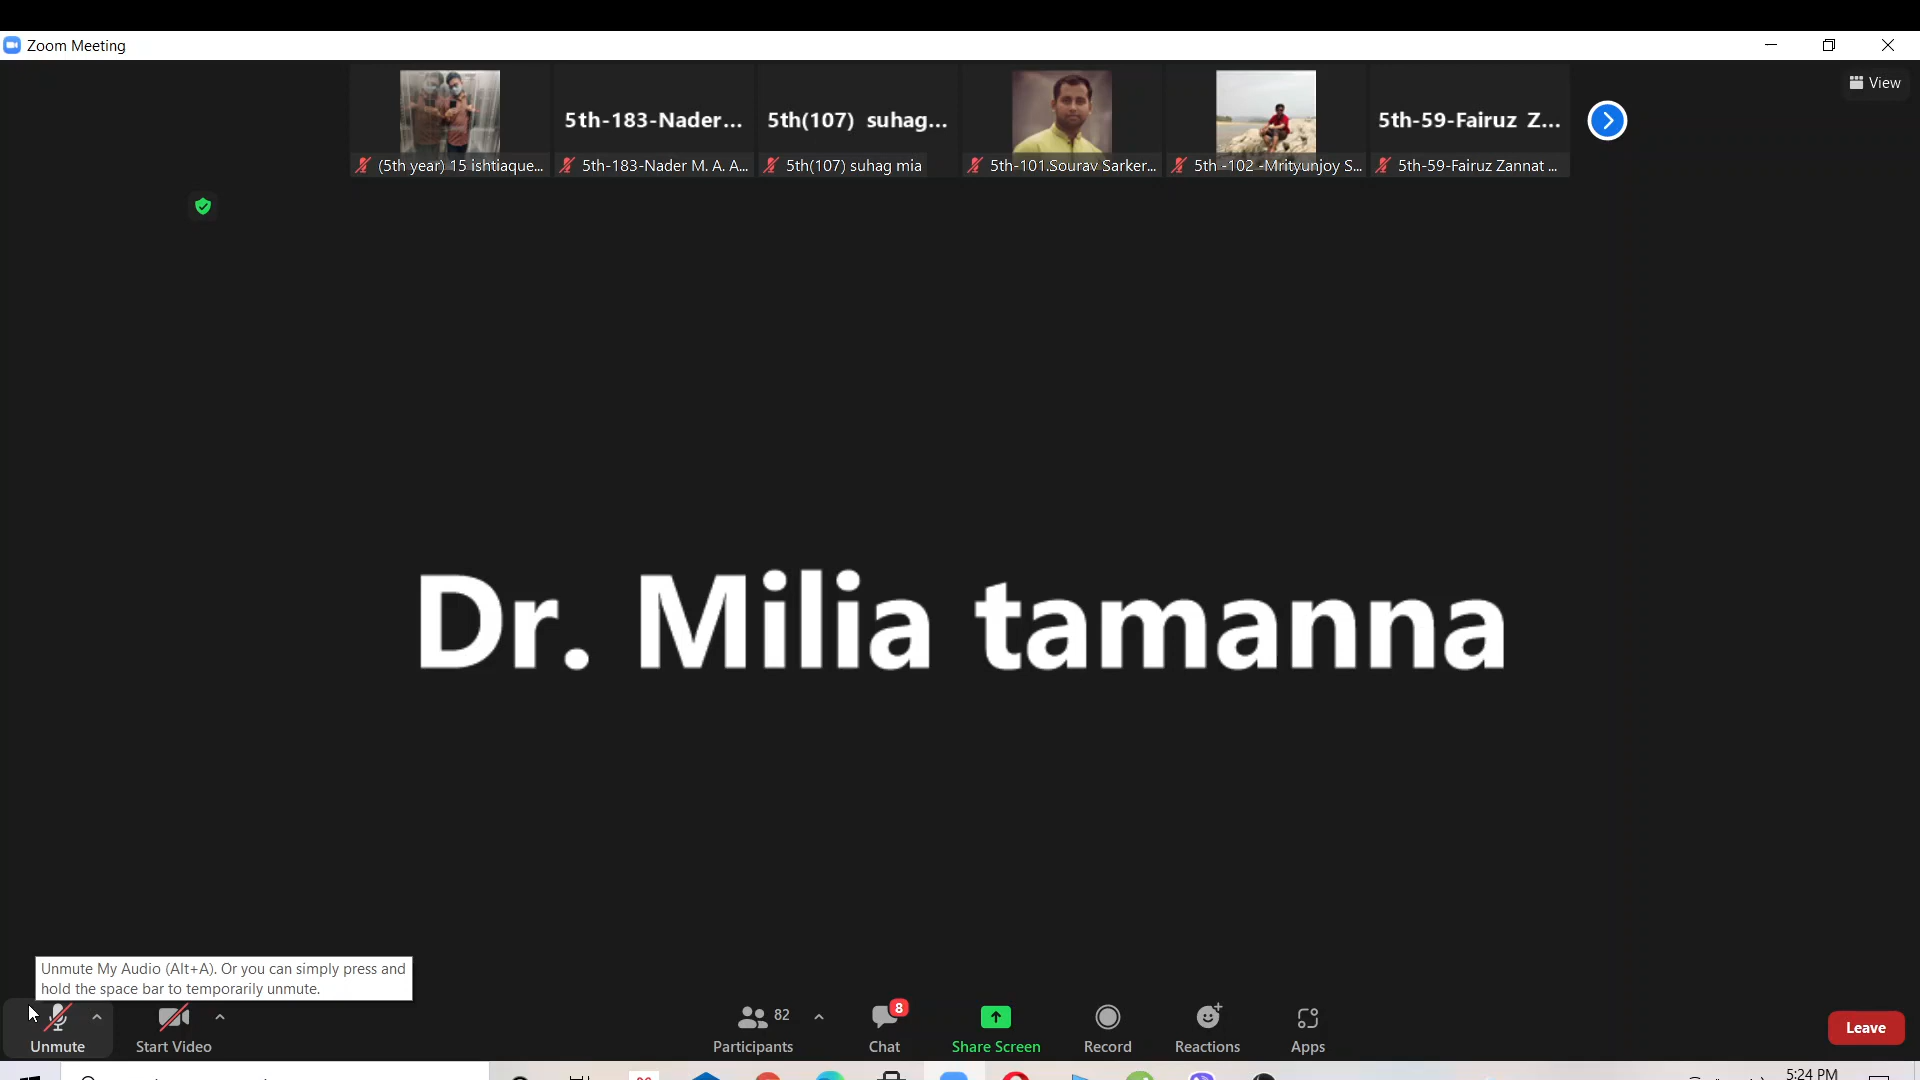 Zoom Meeting
View
5th-183-Nader...
5th(107) suhag...
5th-59-Fairuz Z...
(5th year) 15 ishtiaque...
5th-183-Nader M. A. A...
5th(107) suhag mia
5th-101.Sourav Sarker...
5th -102 -Mrityunjoy S...
5th-59-Fairuz Zannat ...
Dr. Milia tamanna
Unmute My Audio (Alt+A). Or you can simply press and
hold the space bar to temporarily unmute.
82
8
Unmute
Start Video
Participants
Chat
Share Screen
Record
Reactions
Apps
Leave
5:24 PM